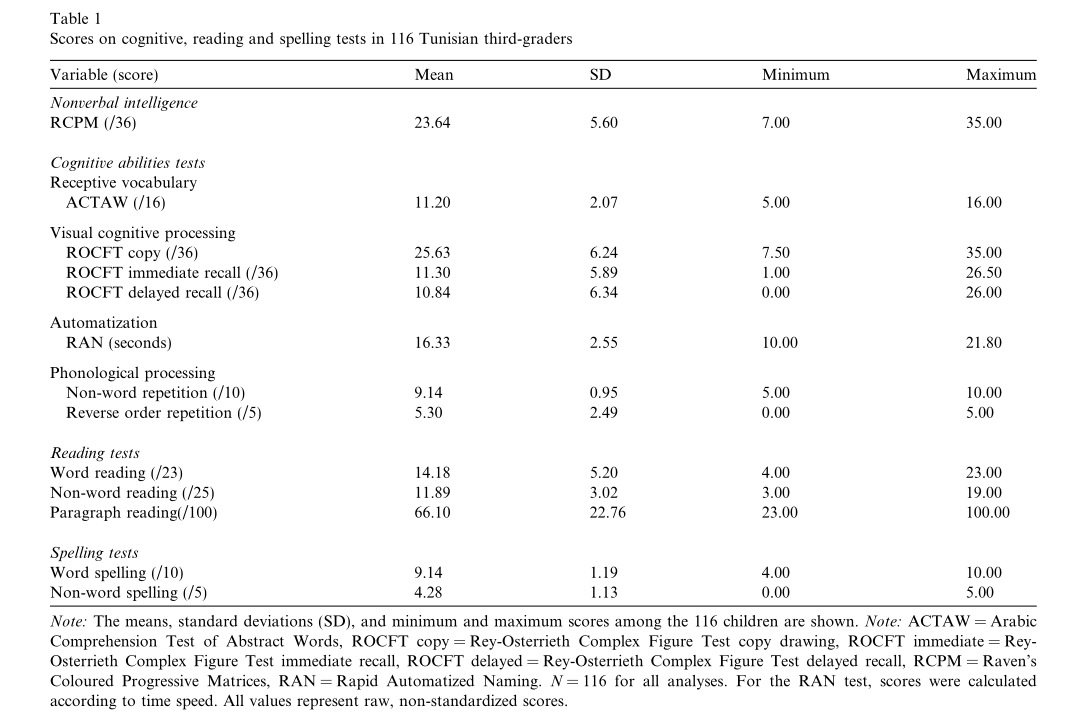 Table 1
Scores on cognitive, reading and spelling tests in 116 Tunisian third-graders
Variable (score) Mean SD Minimum Maximum
Nonverbal intelligence
RCPM (/36) 23.64 5.60 7.00 35.00
Cognitive abilities tests
Receptive vocabulary
ACTAW (/16) 11.20 2.07 5.00 16.00
Visual cognitive processing
ROCFT copy (/36) 25.63 6.24 7.50 35.00
ROCFT immediate recall (/36) 11.30 5.89 1.00 26.50
ROCFT delayed recall (/36) 10.84 6.34 0.00 26.00
Automatization
RAN (seconds) 16.33 2.55 10.00 21.80
Phonological processing
Non-word repetition (/10) 9.14 0.95 5.00 10.00
Reverse order repetition (/5) 5.30 2.49 0.00 5.00
Reading tests
Word reading (/23) 14.18 5.20 4.00 23.00
Non-word reading (/25) 11.89 3.02 3.00 19.00
Paragraph reading(/100) 66.10 22.76 23.00 100.00
Spelling tests
Word spelling (/10) 9.14 1.19 4.00 10.00
Non-word spelling (/5) 4.28 1.13 0.00 5.00
Note: The means, standard deviations (SD), and minimum and maximum scores among the 116 children are shown. Note: ACTAW = Arabic
Comprehension Test of Abstract Words, ROCFT copy = Rey-Osterrieth Complex Figure Test copy drawing, ROCFT immediate = Rey-
Osterrieth Complex Figure Test immediate recall, ROCFT delayed = Rey-Osterrieth Complex Figure Test delayed recall, RCPM = Raven's
Coloured Progressive Matrices, RAN = Rapid Automatized Naming. N = 116 for all analyses. For the RAN test, scores were calculated
according to time speed. All values represent raw, non-standardized scores.